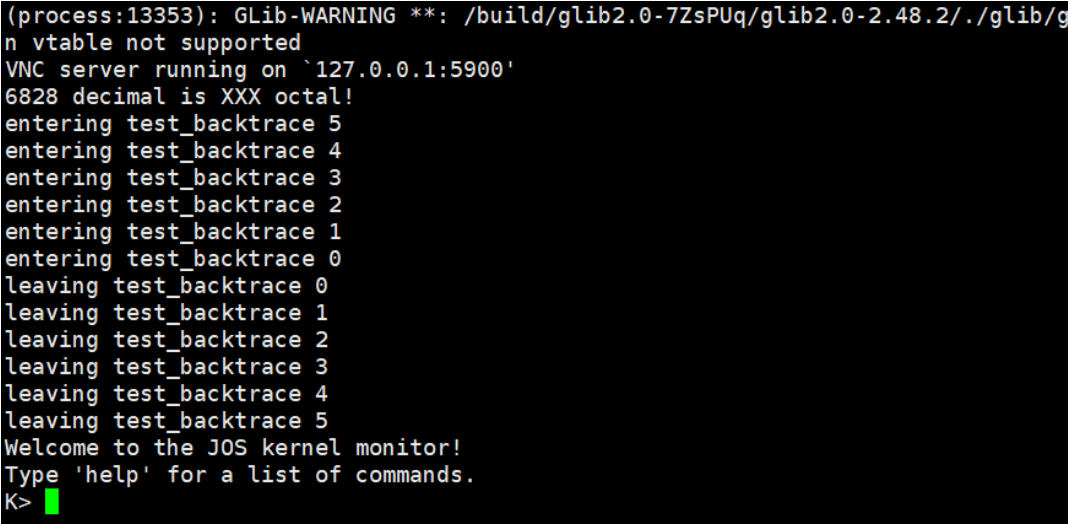 (process:13353): GLib-WARNING **: /build/glib2.0-7ZsPUq/glib2.0-2.48.2/./glib/g
n vtable not supported
VNC server running on `127.0.0.1:5900'
6828 decimal is XXX octal!
entering test_backtrace 5
entering test_backtrace 4
entering test_backtrace 3
entering test_backtrace 2
entering test_backtrace 1
entering test_backtrace 0
leaving test_backtrace 0
leaving test_backtrace 1
leaving test_backtrace 2
leaving test_backtrace 3
leaving test_backtrace 4
leaving test_backtrace 5
Welcome to the JOS kernel monitor!
Type 'help' for a list of commands.
K>